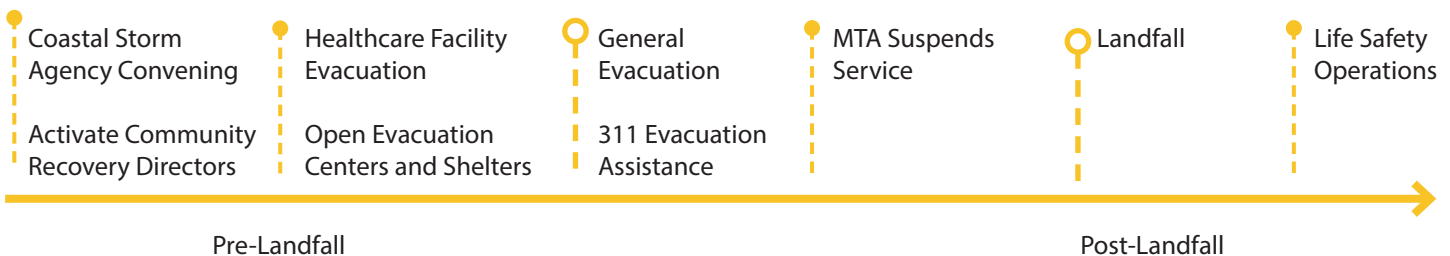 Coastal Storm
Agency Convening
Activate Community
Recovery Directors
Healthcare Facility
Evacuation
Open Evacuation
Centers and Shelters
General
Evacuation
311 Evacuation
Assistance
MTA Suspends
Service
Landfall
Life Safety
Operations
Pre-Landfall
Post-Landfall